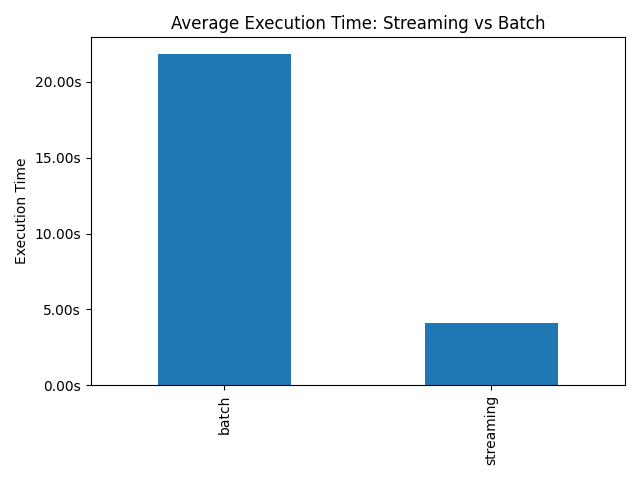 Average Execution Time: Streaming vs Batch
Execution Time
20.00s
15.00s
10.00s
5.00s
0.00s
batch
streaming